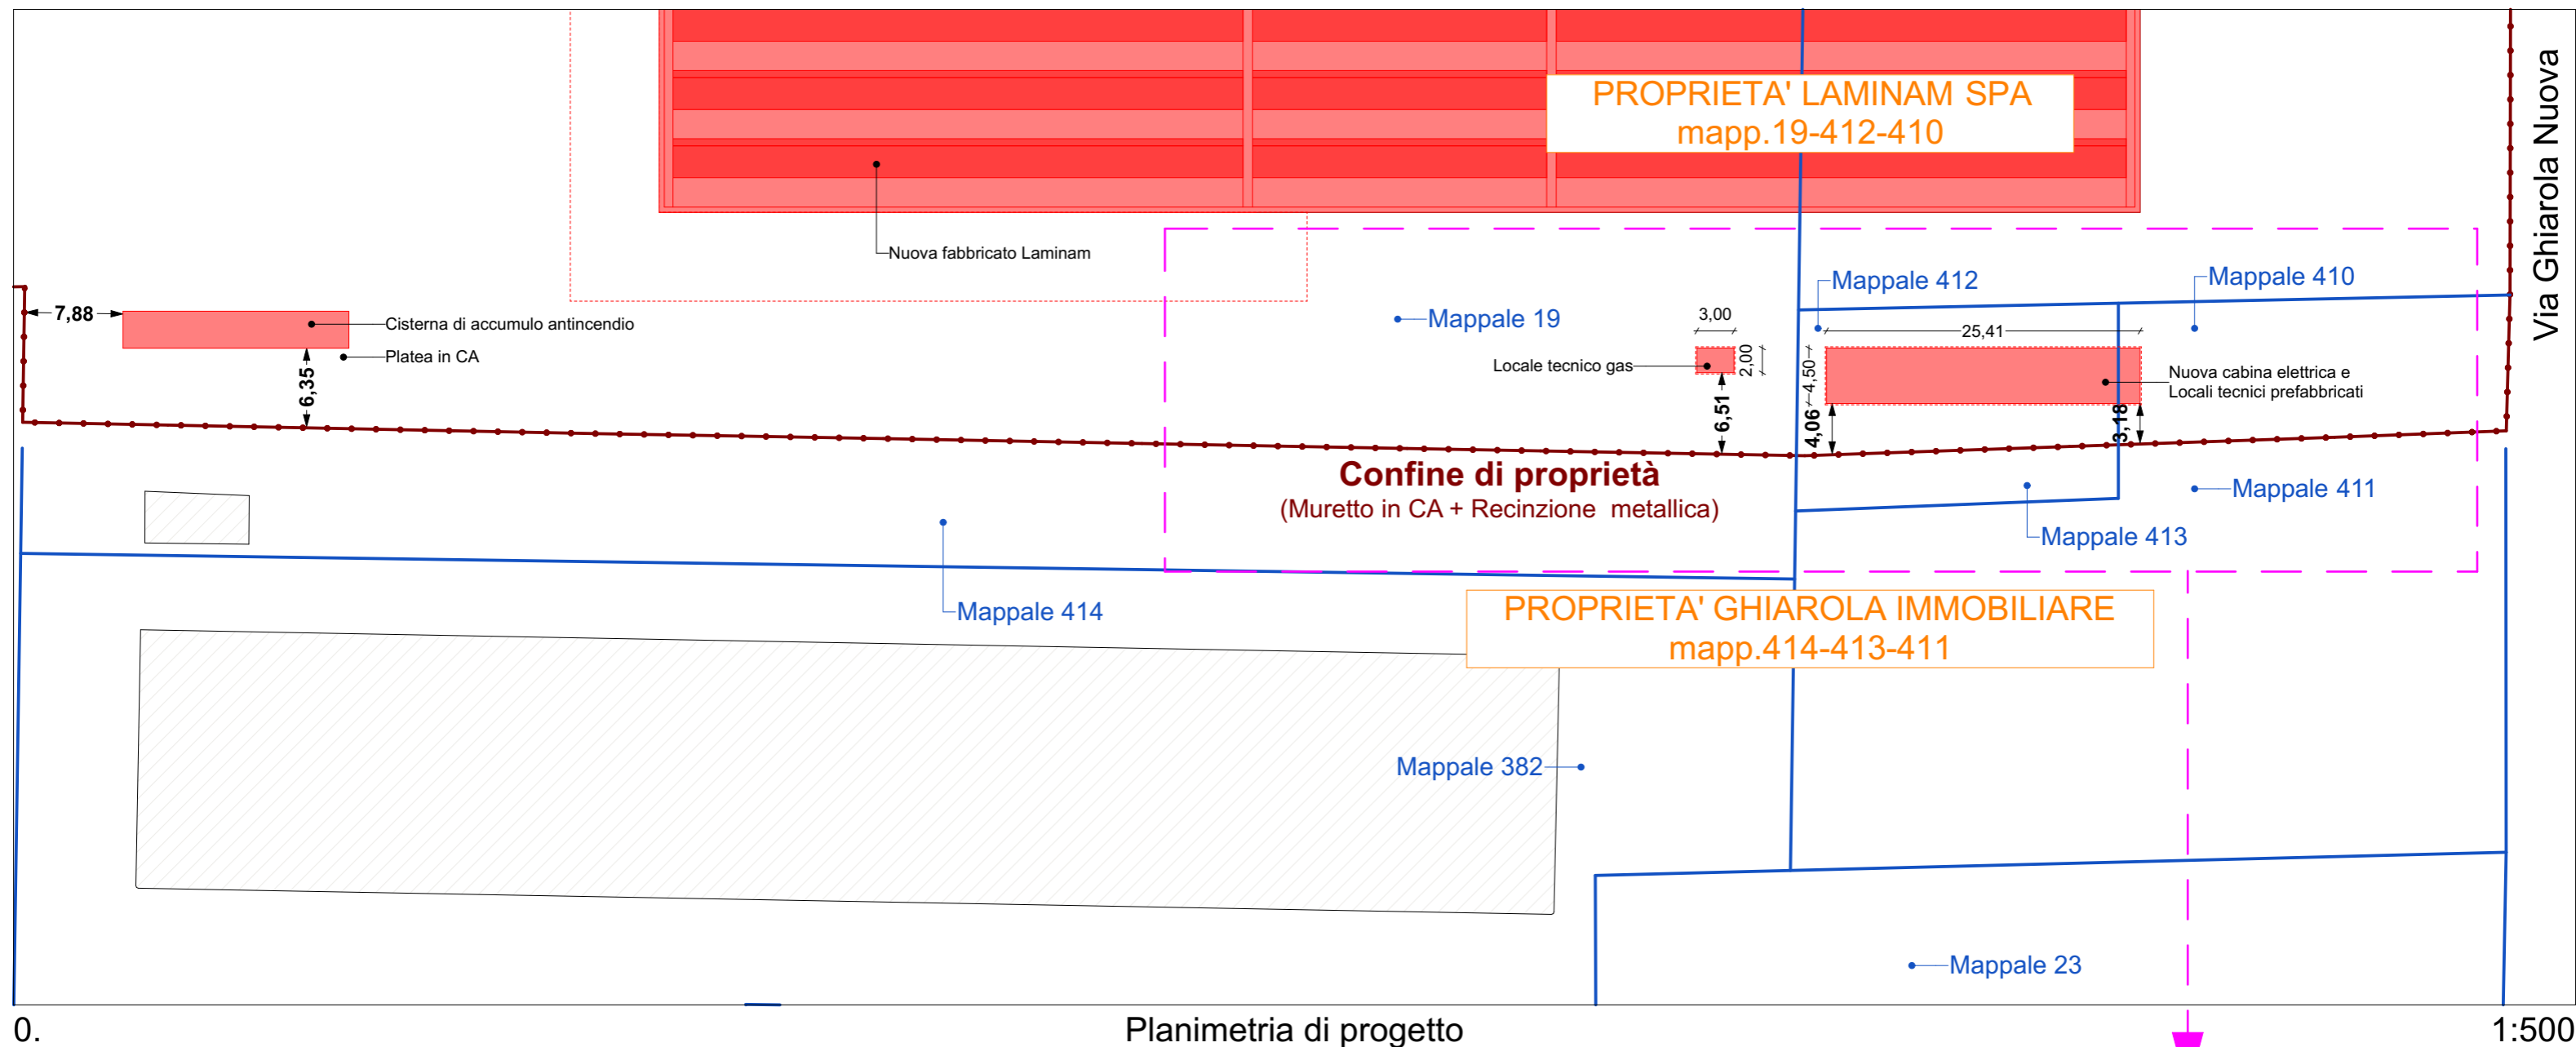 PROPRIETA' LAMINAM SPA
mapp.19-412-410
Via Ghiarola Nuova
Nuova fabbricato Laminam
Mappale 412
Mappale 410
7,88
Cisterna di accumulo antincendio
Platea in CA
6,35
Mappale 19
3,00
2,00
Locale tecnico gas
6,51
25,41
4,50
4,06
Nuova cabina elettrica e
Locali tecnici prefabbricati
3,18
Confine di proprietà
(Muretto in CA + Recinzione metallica)
Mappale 411
Mappale 413
Mappale 414
PROPRIETA' GHIAROLA IMMOBILIARE
mapp.414-413-411
Mappale 382
Mappale 23
0.
Planimetria di progetto
1:500